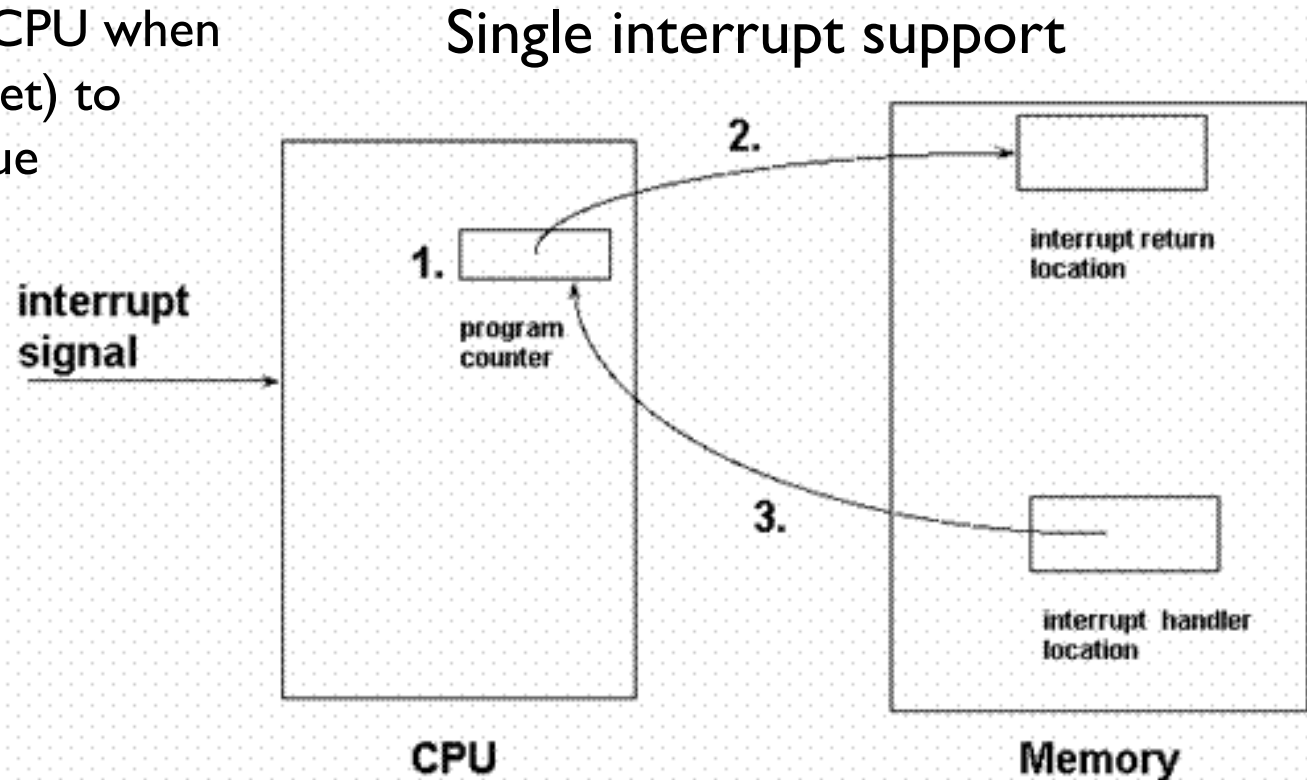 CPU when
et) to
ue
Single interrupt support
2.
1.
interrupt return
location
interrupt
signal
program
counter
3.
interrupt handler
location
CPU
Memory